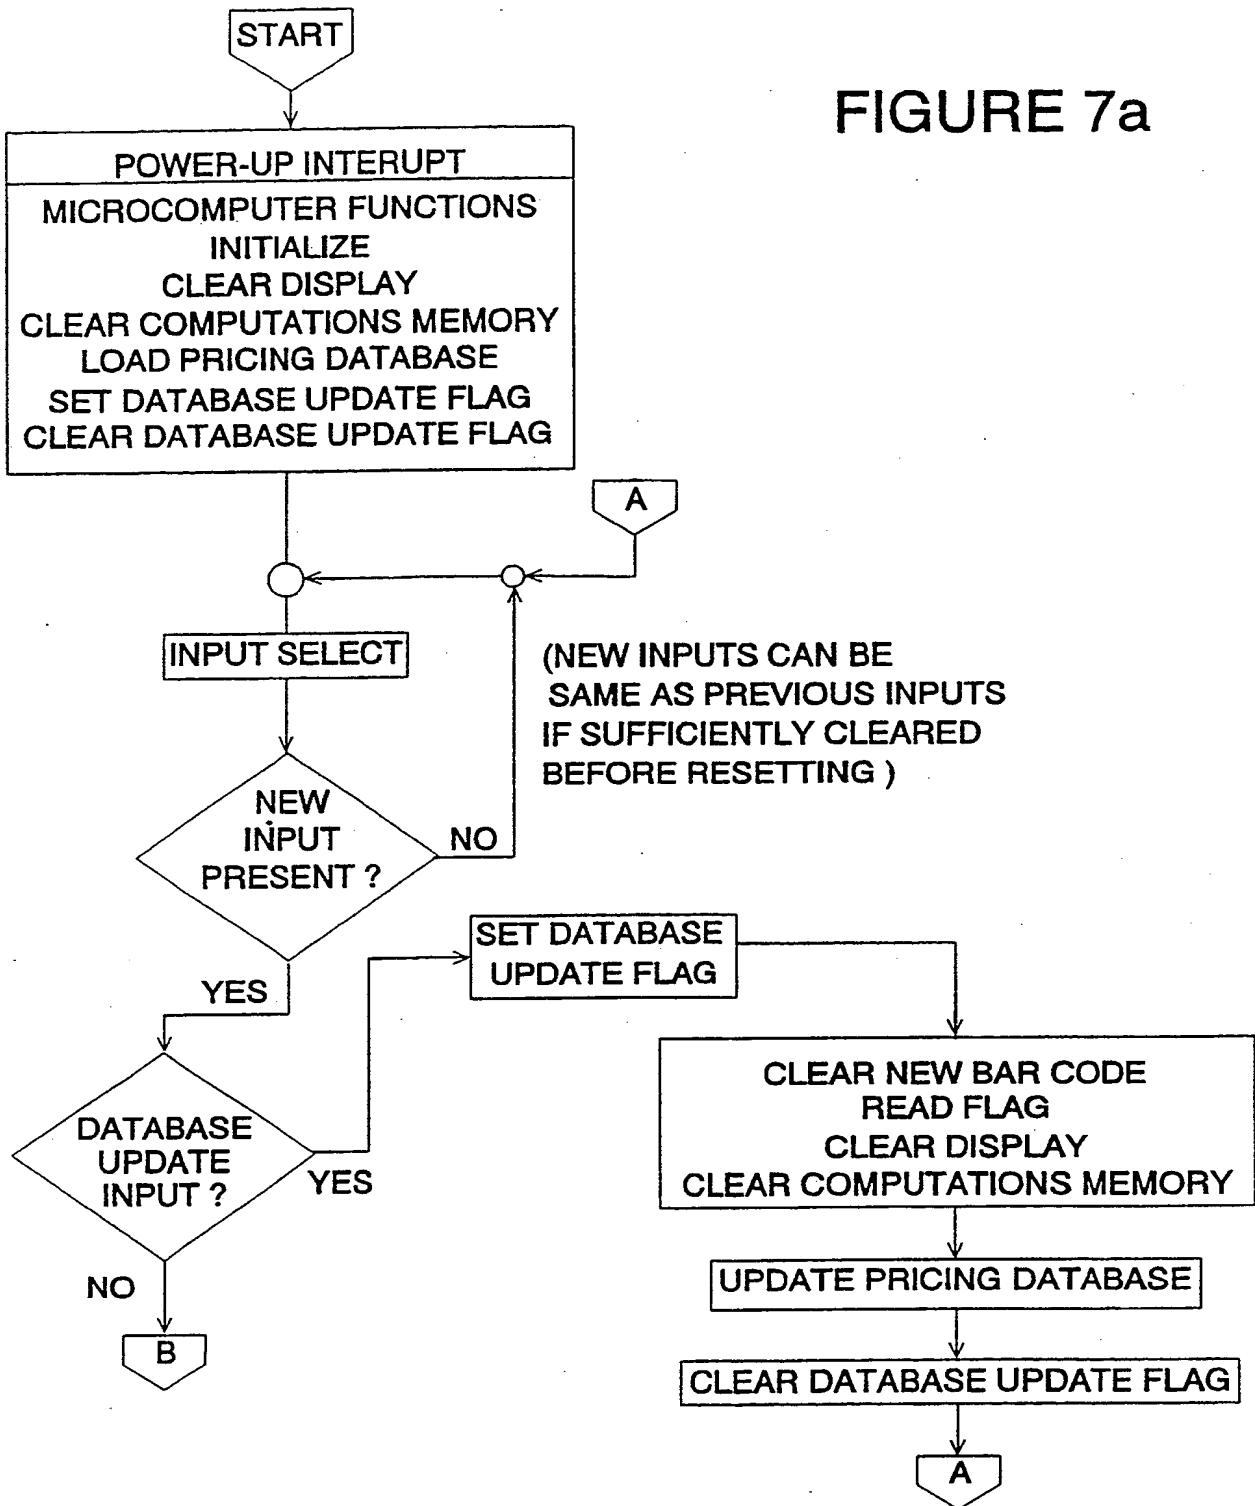 START
FIGURE 7a
POWER-UP INTERUPT
MICROCOMPUTER FUNCTIONS
INITIALIZE
CLEAR DISPLAY
CLEAR COMPUTATIONS MEMORY
LOAD PRICING DATABASE
SET DATABASE UPDATE FLAG
CLEAR DATABASE UPDATE FLAG
A
INPUT SELECT
(NEW INPUTS CAN BE
SAME AS PREVIOUS INPUTS
IF SUFFICIENTLY CLEARED
BEFORE RESETTING )
NEW
INPUT
PRESENT ?
NO
YES
SET DATABASE
UPDATE FLAG
DATABASE
UPDATE
INPUT ?
YES
NO
B
CLEAR NEW BAR CODE
READ FLAG
CLEAR DISPLAY
CLEAR COMPUTATIONS MEMORY
UPDATE PRICING DATABASE
CLEAR DATABASE UPDATE FLAG
A